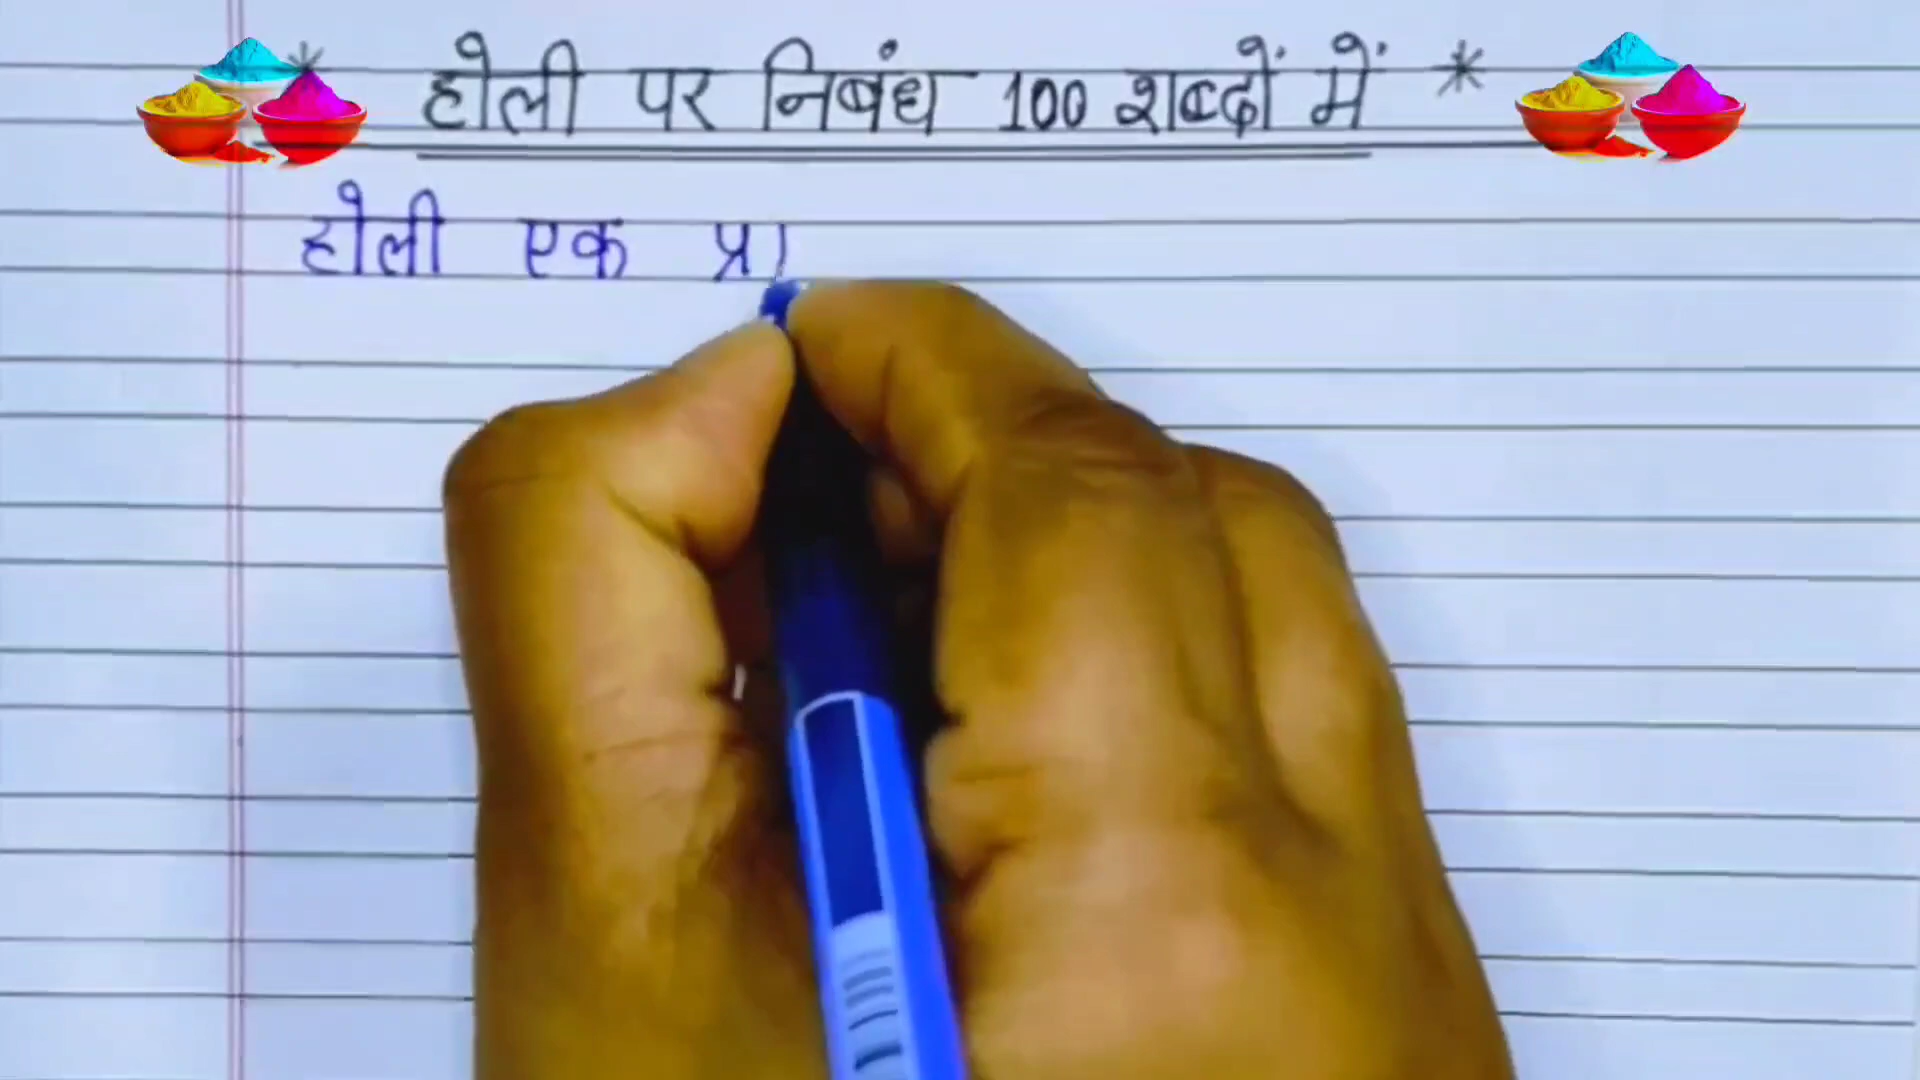 * होली पर निबंध 100 शब्दों में *
होली एक प्रा